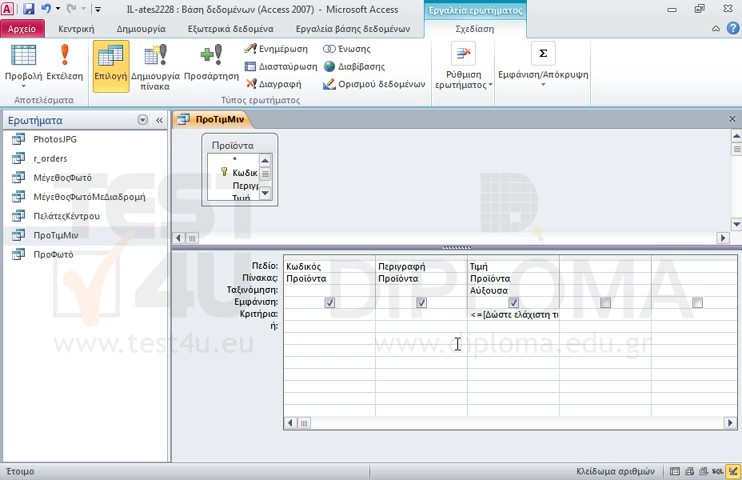 IL-ates2228 : Βάση δεδομένων (Access 2007) - Microsoft Access
Εργαλεία ερωτήματος
Αρχείο
Κεντρική
Δημιουργία
Εξωτερικά δεδομένα
Εργαλεία βάσης δεδομένων
Σχεδίαση
Προβολή
Εκτέλεση
Επιλογή
Δημιουργία πίνακα
Προσάρτηση
Ενημέρωση
Διασταύρωση
Διαγραφή
Ένωσης
Διαβίβασης
Ορισμού δεδομένων
Ρύθμιση ερωτήματος
Εμφάνιση/Απόκρυψη
Αποτελέσματα
Τύπος ερωτήματος
Ερωτήματα
PhotosJPG
r_orders
ΜέγεθοςΦωτό
ΜέγεθοςΦωτόΜεΔιαδρομή
ΠελάτεςΚέντρου
ΠροΤιμΜιν
ΠροΦωτό
ΠροΤιμΜιν
Προϊόντα
*
Κωδικ
Περιγρ
Τιμή
Πεδίο: Κωδικός Περιγραφή Τιμή
Πίνακας: Προϊόντα Προϊόντα Προϊόντα
Ταξινόμηση: Αύξουσα
Εμφάνιση:
Κριτήρια: <=[Δώστε ελάχιστη τι
ή:
TEST 4U
www.test4u.eu
D.
DIPLOMA
www.diploma.edu.gr
Έτοιμο
Κλείδωμα αριθμών
SQL